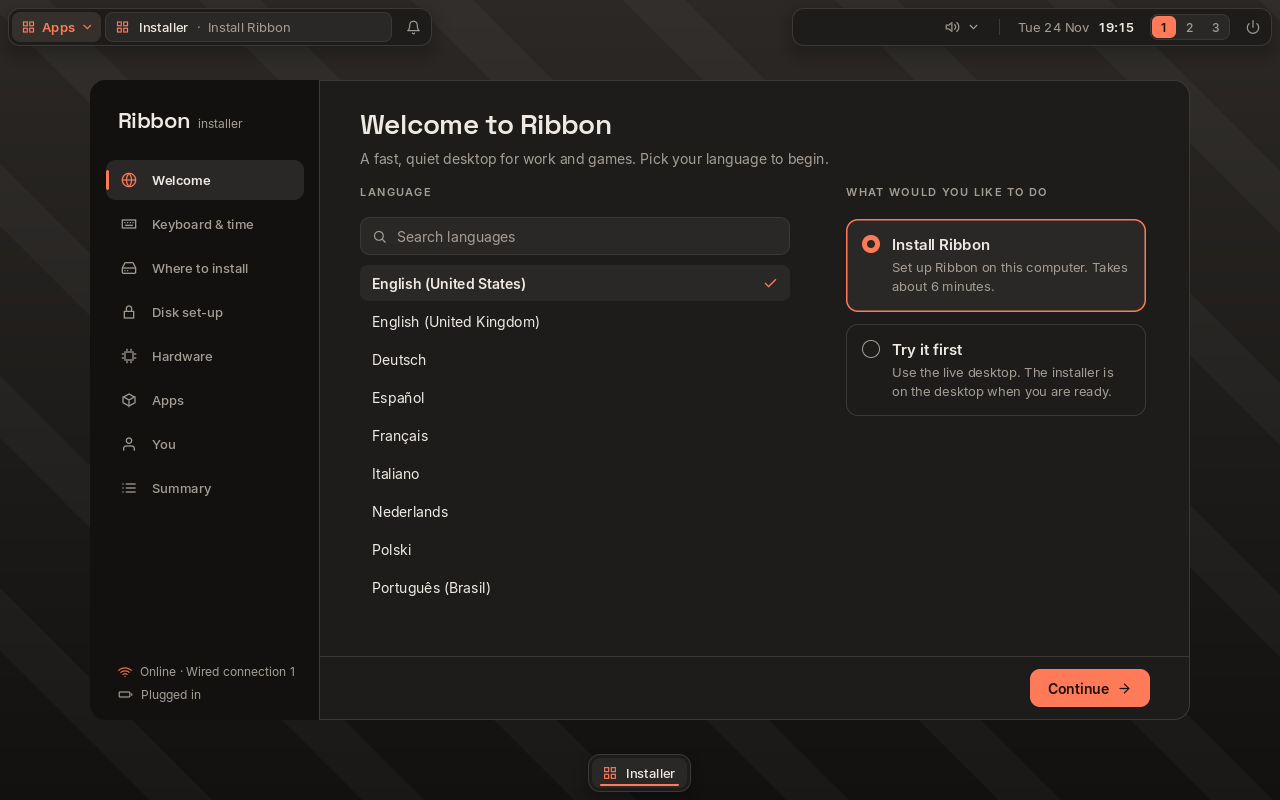 Apps
Installer · Install Ribbon
Tue 24 Nov 19:15
1 2 3
Ribbon installer
Welcome
Keyboard & time
Where to install
Disk set-up
Hardware
Apps
You
Summary
Online · Wired connection 1
Plugged in
Welcome to Ribbon
A fast, quiet desktop for work and games. Pick your language to begin.
LANGUAGE
Search languages
English (United States)
English (United Kingdom)
Deutsch
Español
Français
Italiano
Nederlands
Polski
Português (Brasil)
WHAT WOULD YOU LIKE TO DO
Install Ribbon
Set up Ribbon on this computer. Takes
about 6 minutes.
Try it first
Use the live desktop. The installer is
on the desktop when you are ready.
Continue
Installer